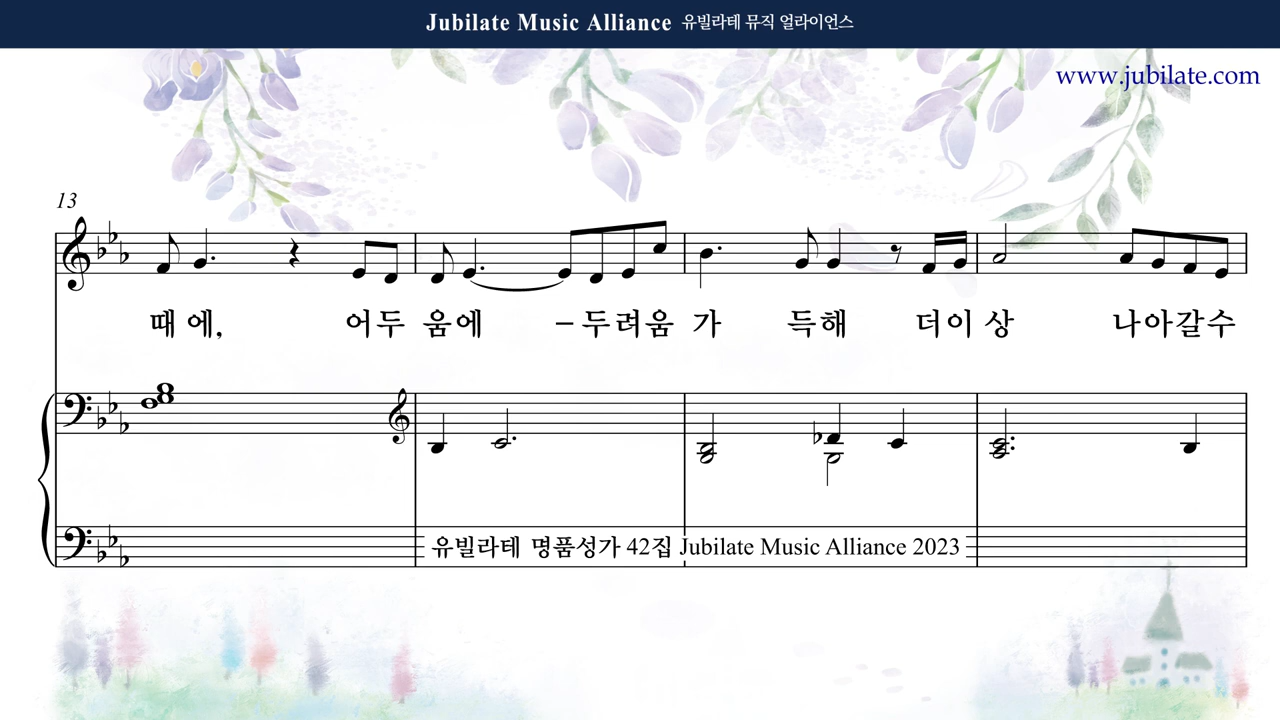 Jubilate Music Alliance 유빌라테 뮤직 얼라이언스
www.jubilate.com
13
때 에, 어두 움에 – 두려움 가 득해 더이 상 나아갈수
유빌라테 명품성가 42집 Jubilate Music Alliance 2023